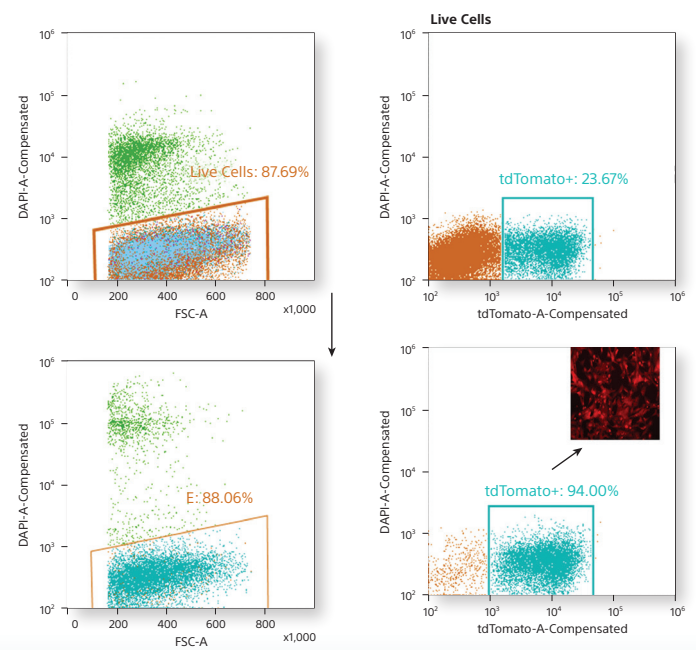 Live Cells
10⁶
10⁵
10⁴
10³
10²
DAPI-A-Compensated
Live Cells: 87.69%
0 200 400 600 800
x1,000
FSC-A
10⁶
10⁵
10⁴
10³
10²
DAPI-A-Compensated
tdTomato+: 23.67%
10² 10³ 10⁴ 10⁵ 10⁶
tdTomato-A-Compensated
10⁶
10⁵
10⁴
10³
10²
DAPI-A-Compensated
E: 88.06%
0 200 400 600 800
x1,000
FSC-A
10⁶
10⁵
10⁴
10³
10²
DAPI-A-Compensated
tdTomato+: 94.00%
10² 10³ 10⁴ 10⁵ 10⁶
tdTomato-A-Compensated